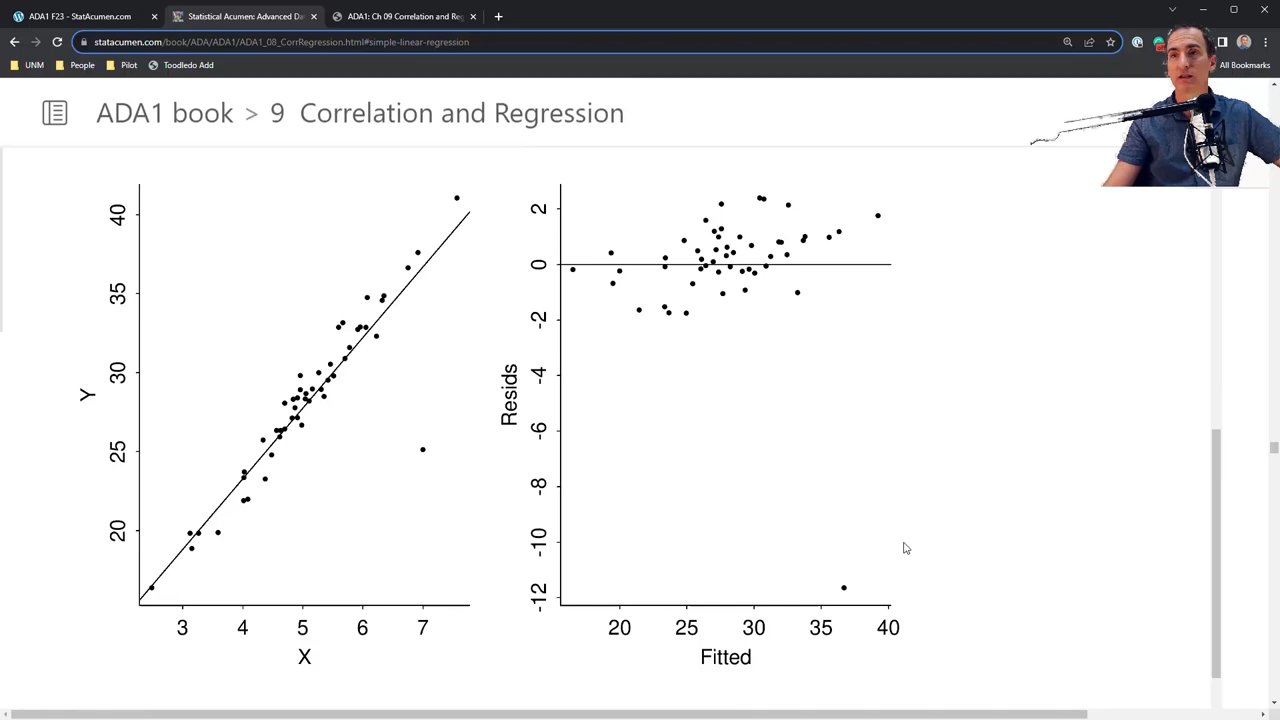 ADA1 F23 - StatAcumen.com
Statistical Acumen: Advanced Da
ADA1: Ch 09 Correlation and Reg
statacumen.com/book/ADA/ADA1/ADA1_08_CorrRegression.html#simple-linear-regression
UNM
People
Pilot
Toodledo Add
All Bookmarks
ADA1 book > 9 Correlation and Regression
Y
40
35
30
25
20
3 4 5 6 7
X
Resids
2
0
-2
-4
-6
-8
-10
-12
20 25 30 35 40
Fitted